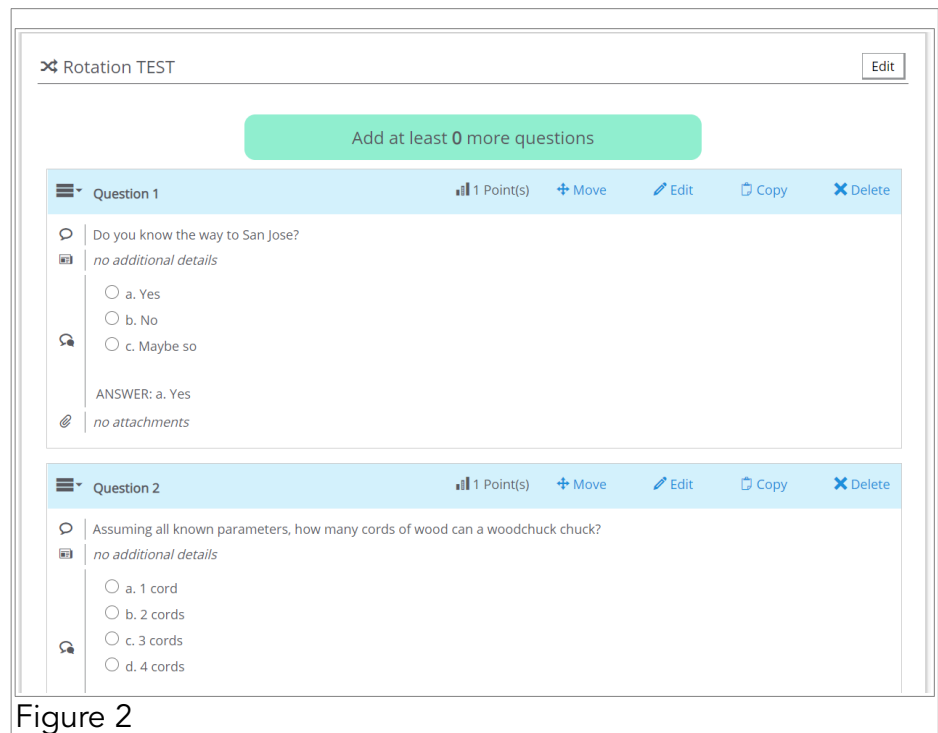 Rotation TEST Edit
Add at least 0 more questions
Question 1 1 Point(s) Move Edit Copy Delete
Do you know the way to San Jose?
no additional details
a. Yes
b. No
c. Maybe so
ANSWER: a. Yes
no attachments
Question 2 1 Point(s) Move Edit Copy Delete
Assuming all known parameters, how many cords of wood can a woodchuck chuck?
no additional details
a. 1 cord
b. 2 cords
c. 3 cords
d. 4 cords
Figure 2